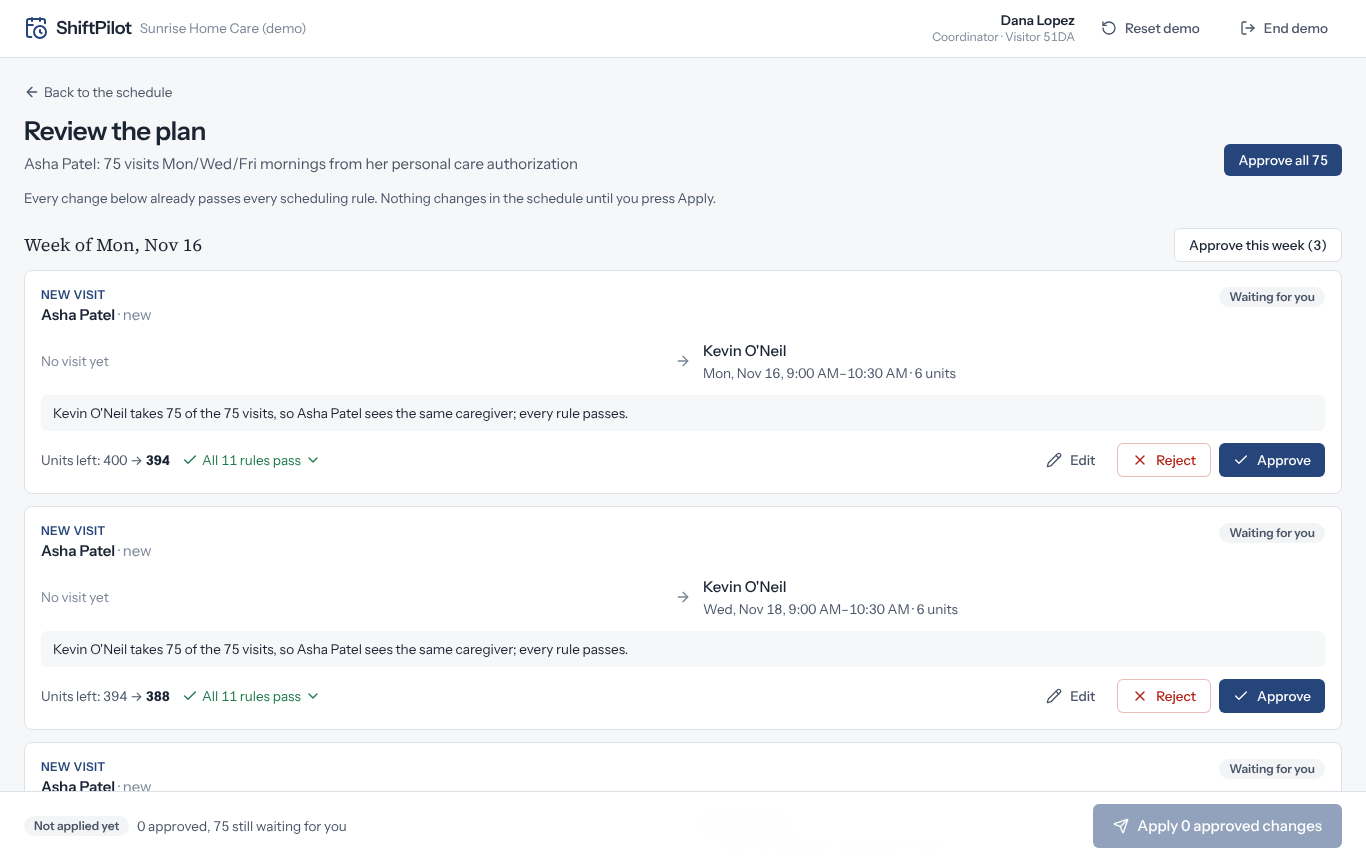 ShiftPilot Sunrise Home Care (demo)
Dana Lopez
Coordinator · Visitor 51DA
Reset demo
End demo
Back to the schedule
Review the plan
Asha Patel: 75 visits Mon/Wed/Fri mornings from her personal care authorization
Approve all 75
Every change below already passes every scheduling rule. Nothing changes in the schedule until you press Apply.
Week of Mon, Nov 16
Approve this week (3)
NEW VISIT
Waiting for you
Asha Patel · new
No visit yet
→
Kevin O'Neil
Mon, Nov 16, 9:00 AM–10:30 AM · 6 units
Kevin O'Neil takes 75 of the 75 visits, so Asha Patel sees the same caregiver; every rule passes.
Units left: 400 → 394
All 11 rules pass
Edit
Reject
Approve
NEW VISIT
Waiting for you
Asha Patel · new
No visit yet
→
Kevin O'Neil
Wed, Nov 18, 9:00 AM–10:30 AM · 6 units
Kevin O'Neil takes 75 of the 75 visits, so Asha Patel sees the same caregiver; every rule passes.
Units left: 394 → 388
All 11 rules pass
Edit
Reject
Approve
NEW VISIT
Waiting for you
Asha Patel · new
Not applied yet
0 approved, 75 still waiting for you
Apply 0 approved changes